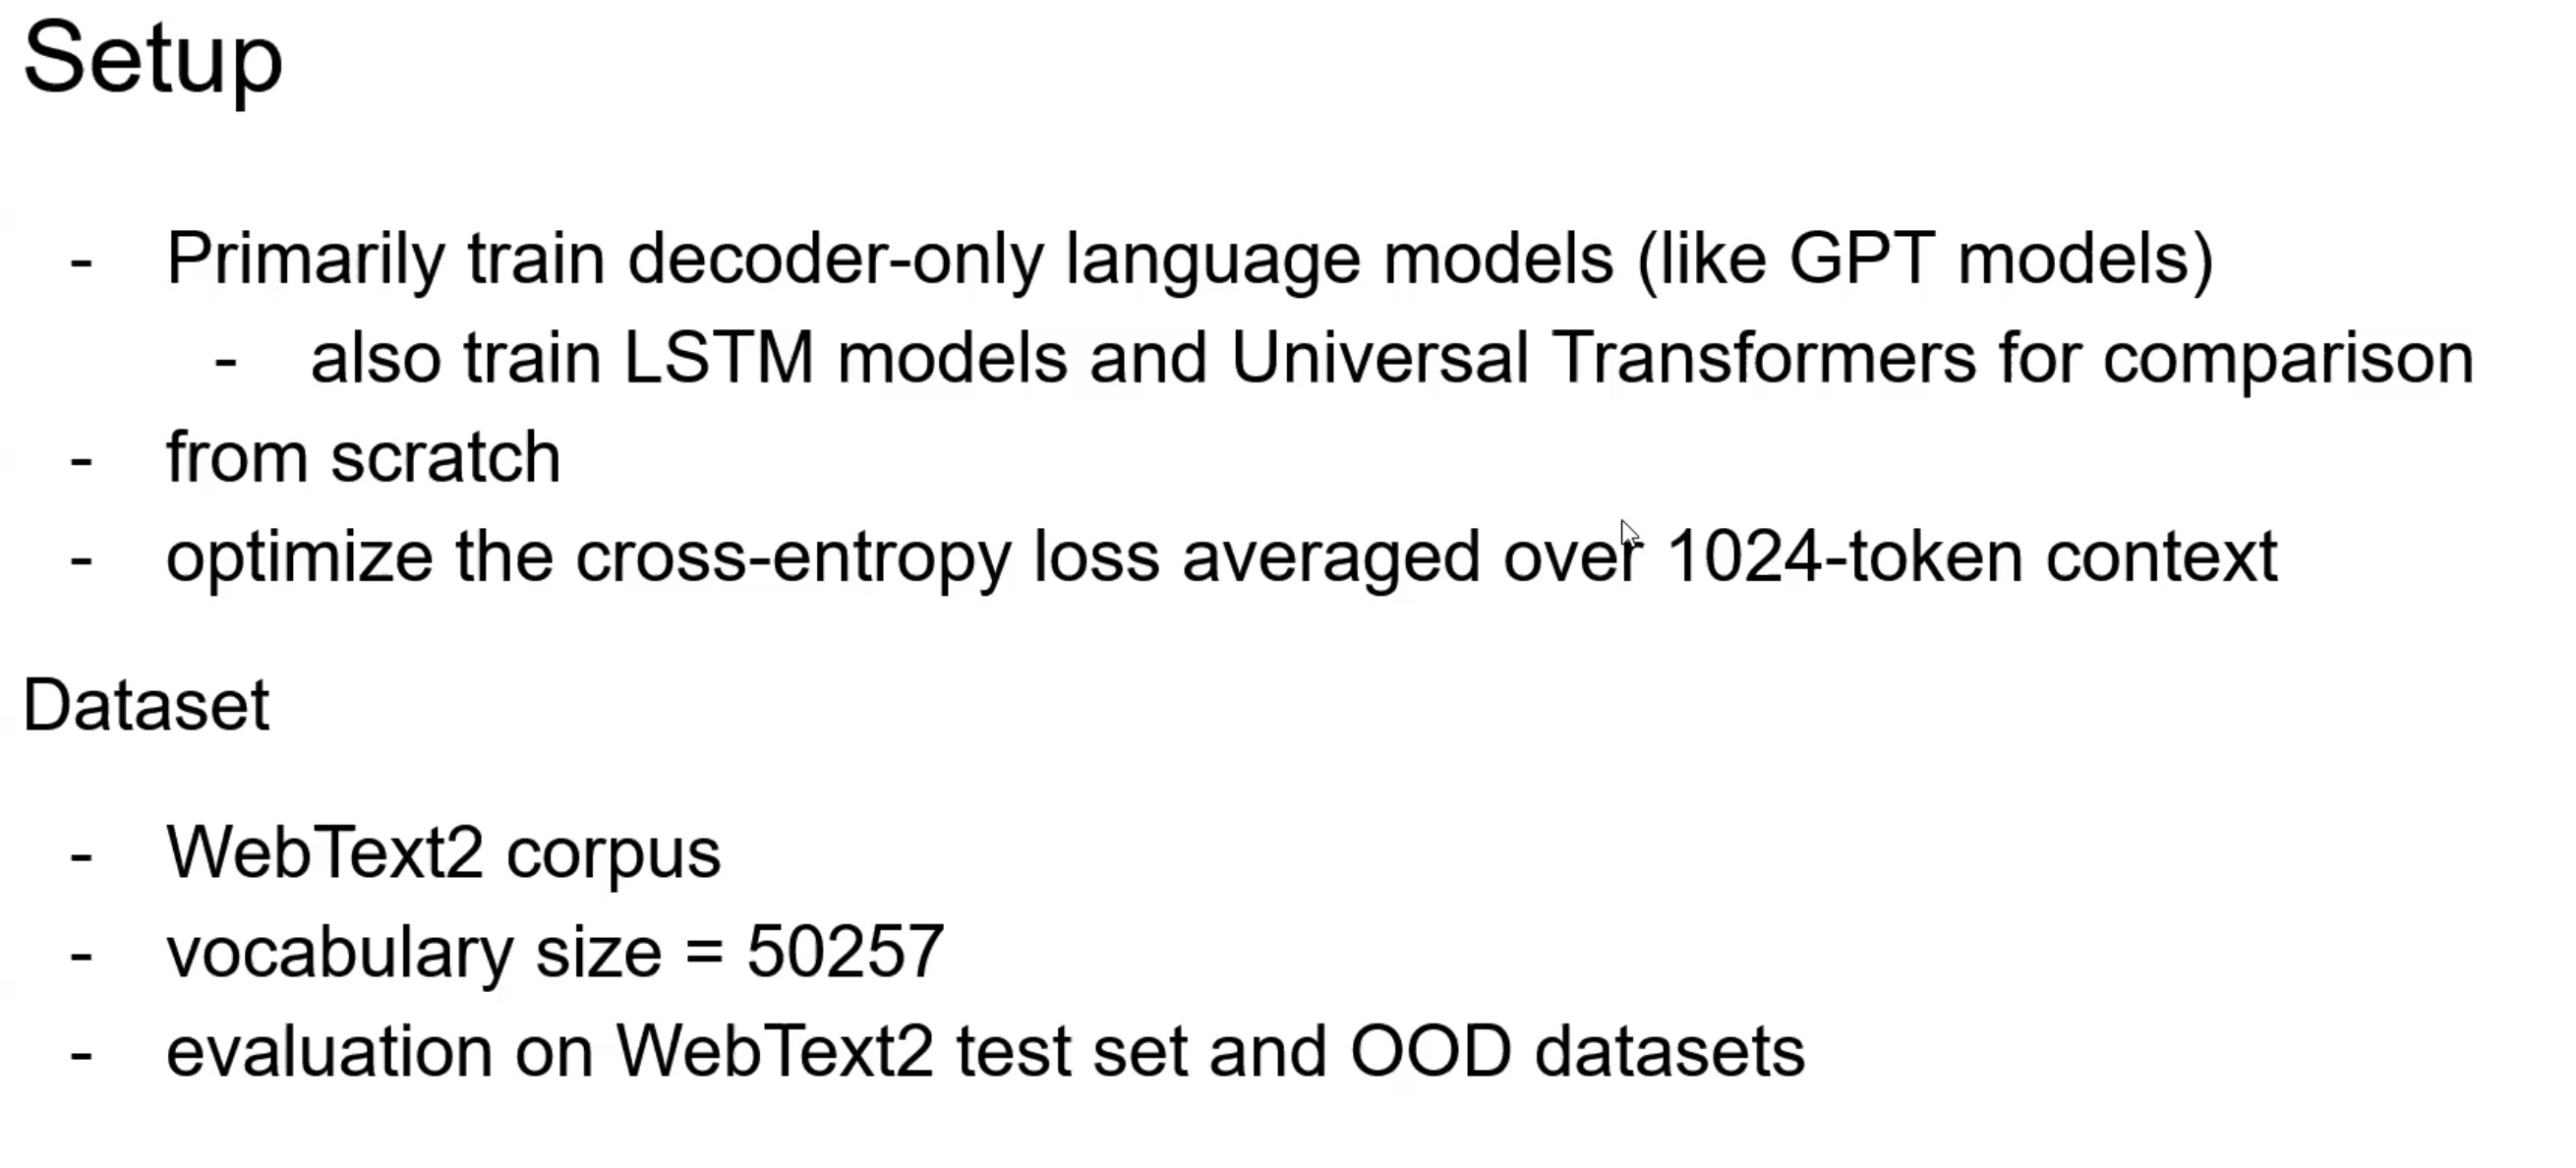 Setup
- Primarily train decoder-only language models (like GPT models)
- also train LSTM models and Universal Transformers for comparison
- from scratch
- optimize the cross-entropy loss averaged over 1024-token context
Dataset
- WebText2 corpus
- vocabulary size = 50257
- evaluation on WebText2 test set and OOD datasets